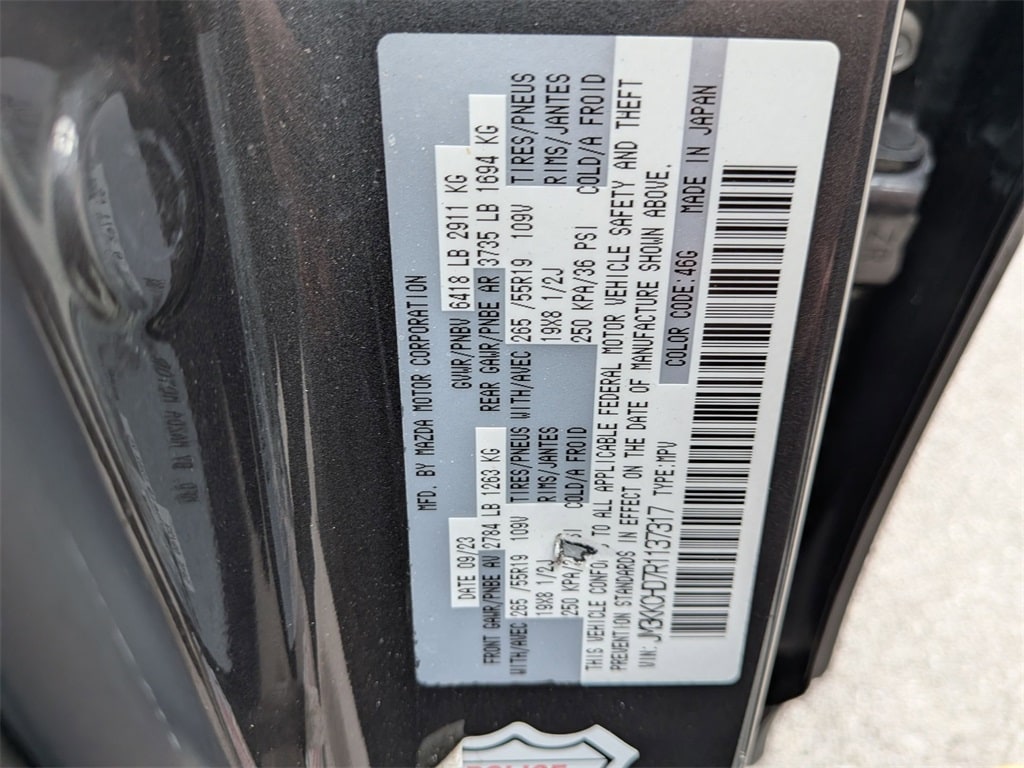 MFD. BY MAZDA MOTOR CORPORATION
DATE 09/23 GVWR/PNBV 6418 LB 2911 KG
FRONT GAWR/PNBE AV 2784 LB 1263 KG REAR GAWR/PNBE AR 3735 LB 1694 KG
WITH/AVEC 265 /55R19 109V TIRES/PNEUS WITH/AVEC 265 /55R19 109V TIRES/PNEUS
19X8 1/2J RIMS/JANTES 19X8 1/2J RIMS/JANTES
250 KPA/ COLD/A FROID 250 KPA/36 PSI COLD/A FROID
THIS VEHICLE CONFO TO ALL APPLICABLE FEDERAL MOTOR VEHICLE SAFETY AND THEFT
PREVENTION STANDARDS IN EFFECT ON THE DATE OF MANUFACTURE SHOWN ABOVE.
VIN: JM3KKCHD7R1137317 TYPE:MPV COLOR CODE:46G MADE IN JAPAN
POLICE